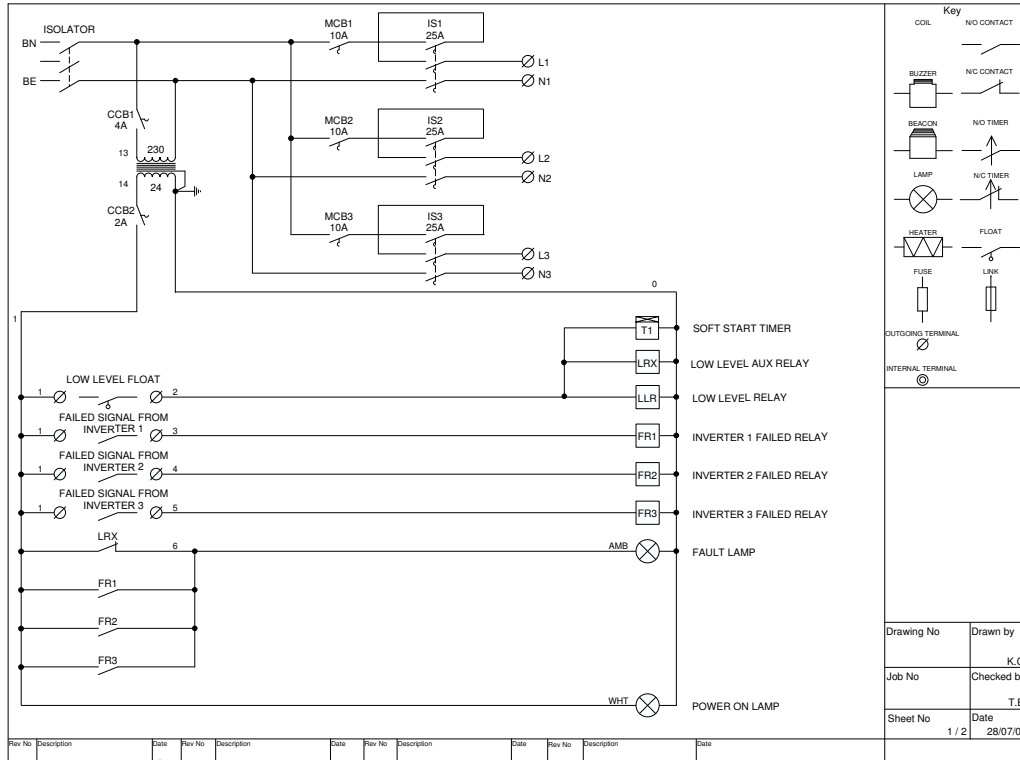 ISOLATOR
BN
BE
MCB1
10A
IS1
25A
L1
N1
CCB1
4A
13
230
14
24
CCB2
2A
MCB2
10A
IS2
25A
L2
N2
MCB3
10A
IS3
25A
L3
N3
0
1
T1
SOFT START TIMER
LRX
LOW LEVEL AUX RELAY
LOW LEVEL FLOAT
1
2
LLR
LOW LEVEL RELAY
FAILED SIGNAL FROM
INVERTER 1
1
3
FR1
INVERTER 1 FAILED RELAY
FAILED SIGNAL FROM
INVERTER 2
1
4
FR2
INVERTER 2 FAILED RELAY
FAILED SIGNAL FROM
INVERTER 3
1
5
FR3
INVERTER 3 FAILED RELAY
LRX
6
AMB
FAULT LAMP
FR1
FR2
FR3
WHT
POWER ON LAMP
Key
COIL
N/O CONTACT
BUZZER
N/C CONTACT
BEACON
N/O TIMER
LAMP
N/C TIMER
HEATER
FLOAT
FUSE
LINK
OUTGOING TERMINAL
INTERNAL TERMINAL
Drawing No
Drawn by
Job No
Checked b
T.
K.
Sheet No
1 / 2
Date
28/07/0
Rev No Description Date
Rev No Description Date
Rev No Description Date
Rev No Description Date